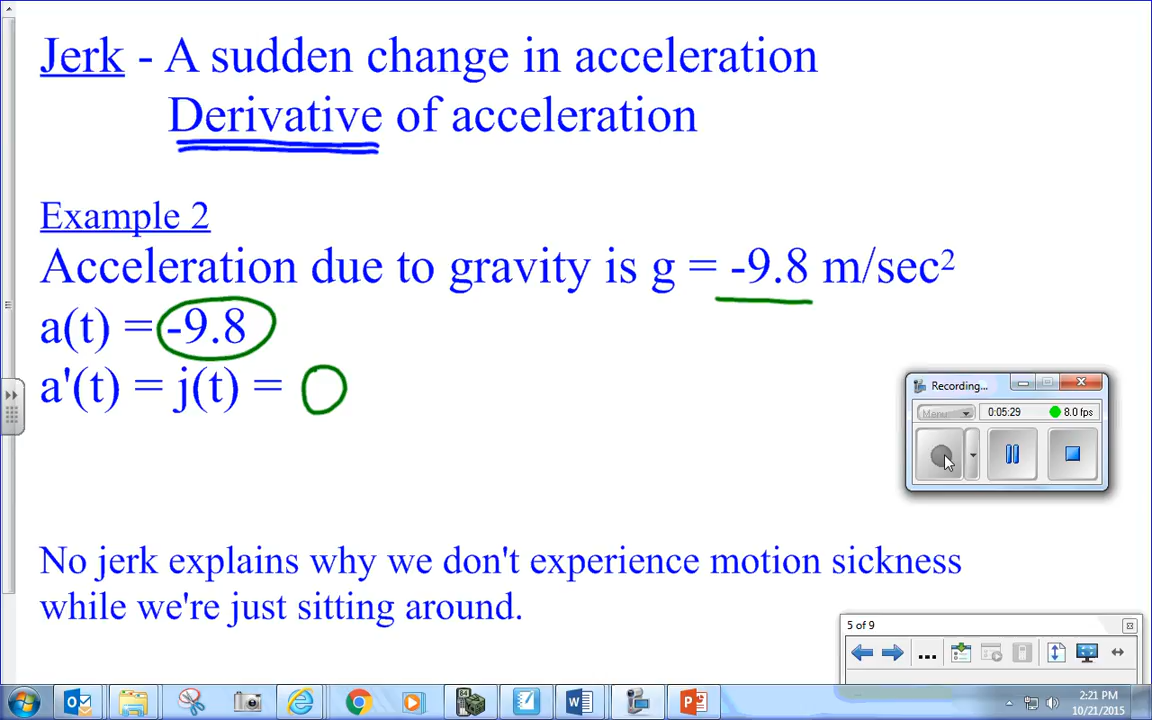 Jerk - A sudden change in acceleration
Derivative of acceleration
Example 2
Acceleration due to gravity is g = -9.8 m/sec²
a(t) = -9.8
a'(t) = j(t) = 0
Recording...
Menu
0:05:29
8.0 fps
No jerk explains why we don't experience motion sickness
while we're just sitting around.
5 of 9
2:21 PM
10/21/2015